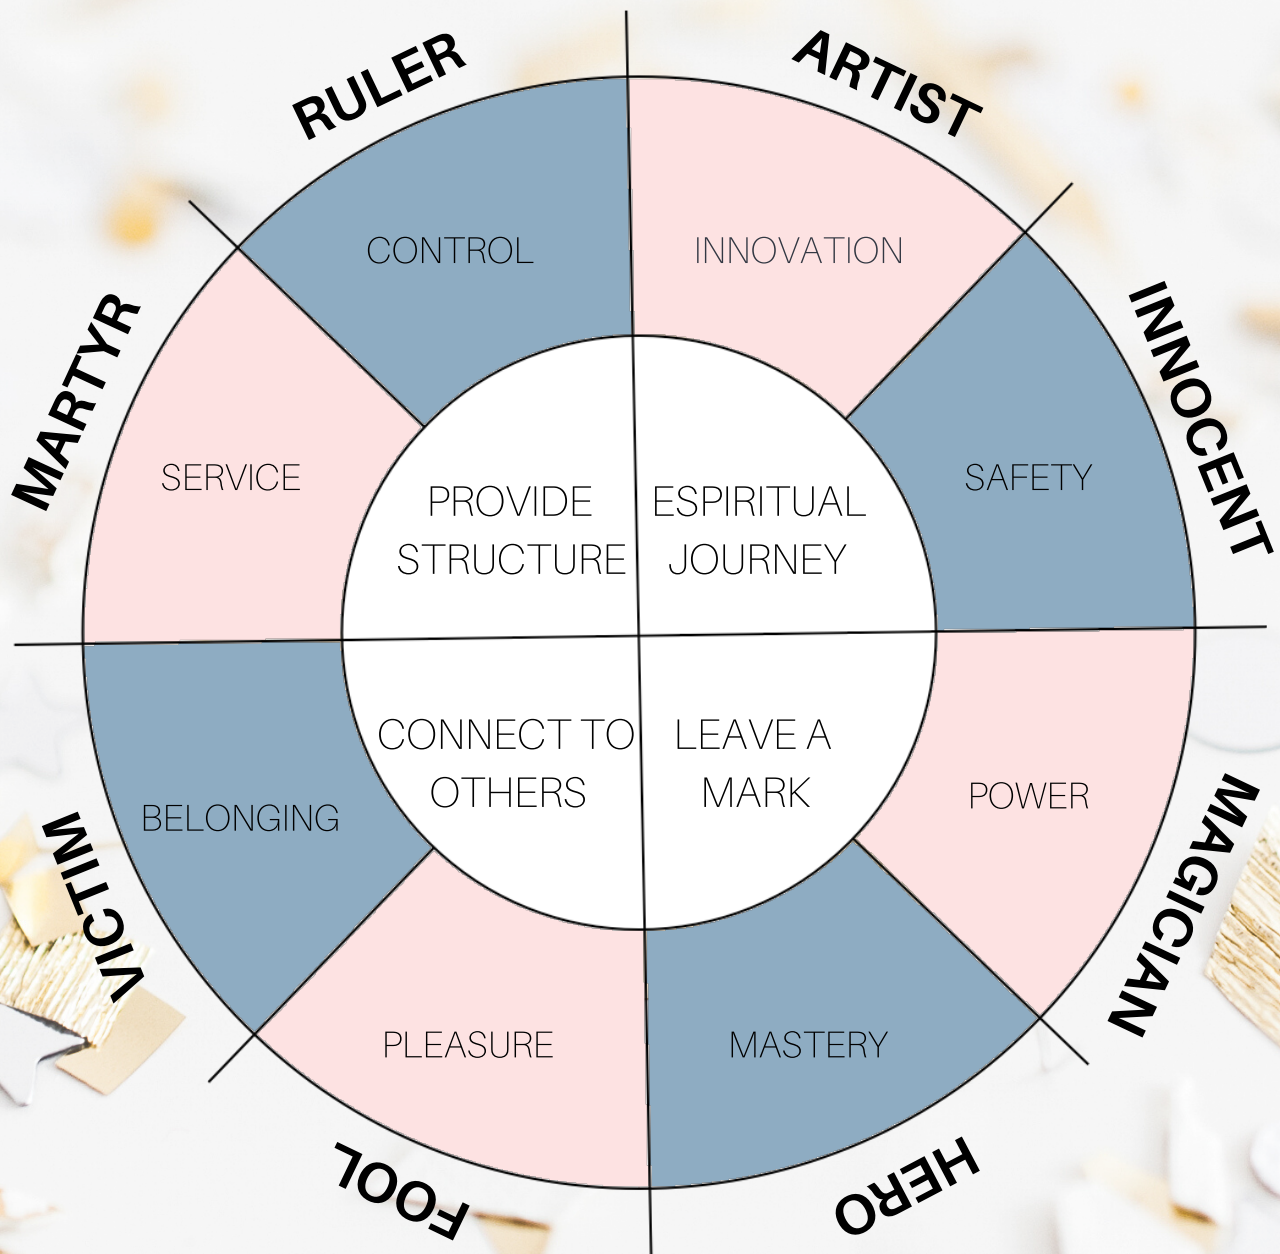 RULER
ARTIST
CONTROL
INNOVATION
MARTYR
INNOCENT
SERVICE
SAFETY
PROVIDE
STRUCTURE
ESPIRITUAL
JOURNEY
CONNECT TO
OTHERS
LEAVE A
MARK
BELONGING
POWER
VICTIM
MAGICIAN
PLEASURE
MASTERY
FOOL
HERO